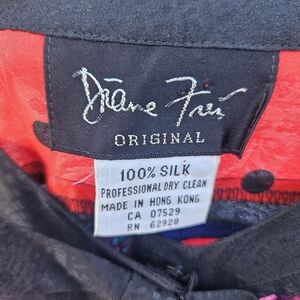 Diane Freis
ORIGINAL
100% SILK
PROFESSIONAL DRY CLEAN
MADE IN HONG KONG
CA 07529
RN 62928